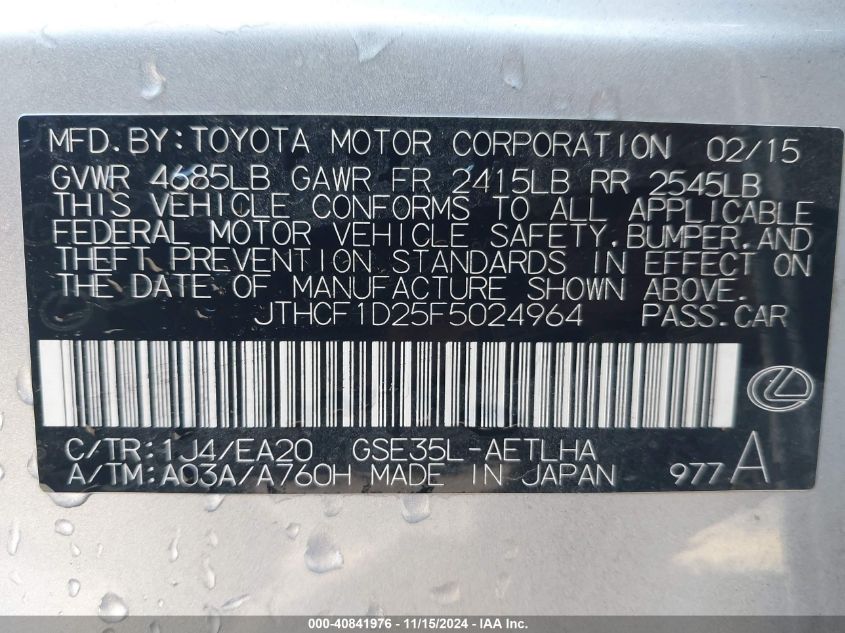 MFD.BY:TOYOTA MOTOR CORPORATION 02/15
GVWR 4685LB GAWR FR 2415LB RR 2545LB
THIS VEHICLE CONFORMS TO ALL APPLICABLE
FEDERAL MOTOR VEHICLE SAFETY,BUMPER,AND
THEFT PREVENTION STANDARDS IN EFFECT ON
THE DATE OF MANUFACTURE SHOWN ABOVE.
JTHCF1D25F5024964 PASS.CAR
C/TR:1J4/EA20 GSE35L-AETLHA
A/TM:A03A/A760H MADE IN JAPAN 977A
000-40841976 - 11/15/2024 - IAAI.COM